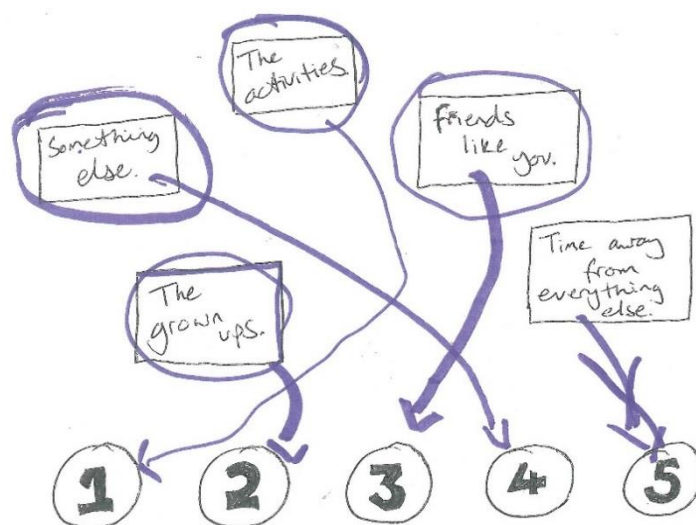 The
activities.
Something
else.
friends
like
you.
Time away
from
everything
else.
The
grown
ups.
1 2 3 4 5